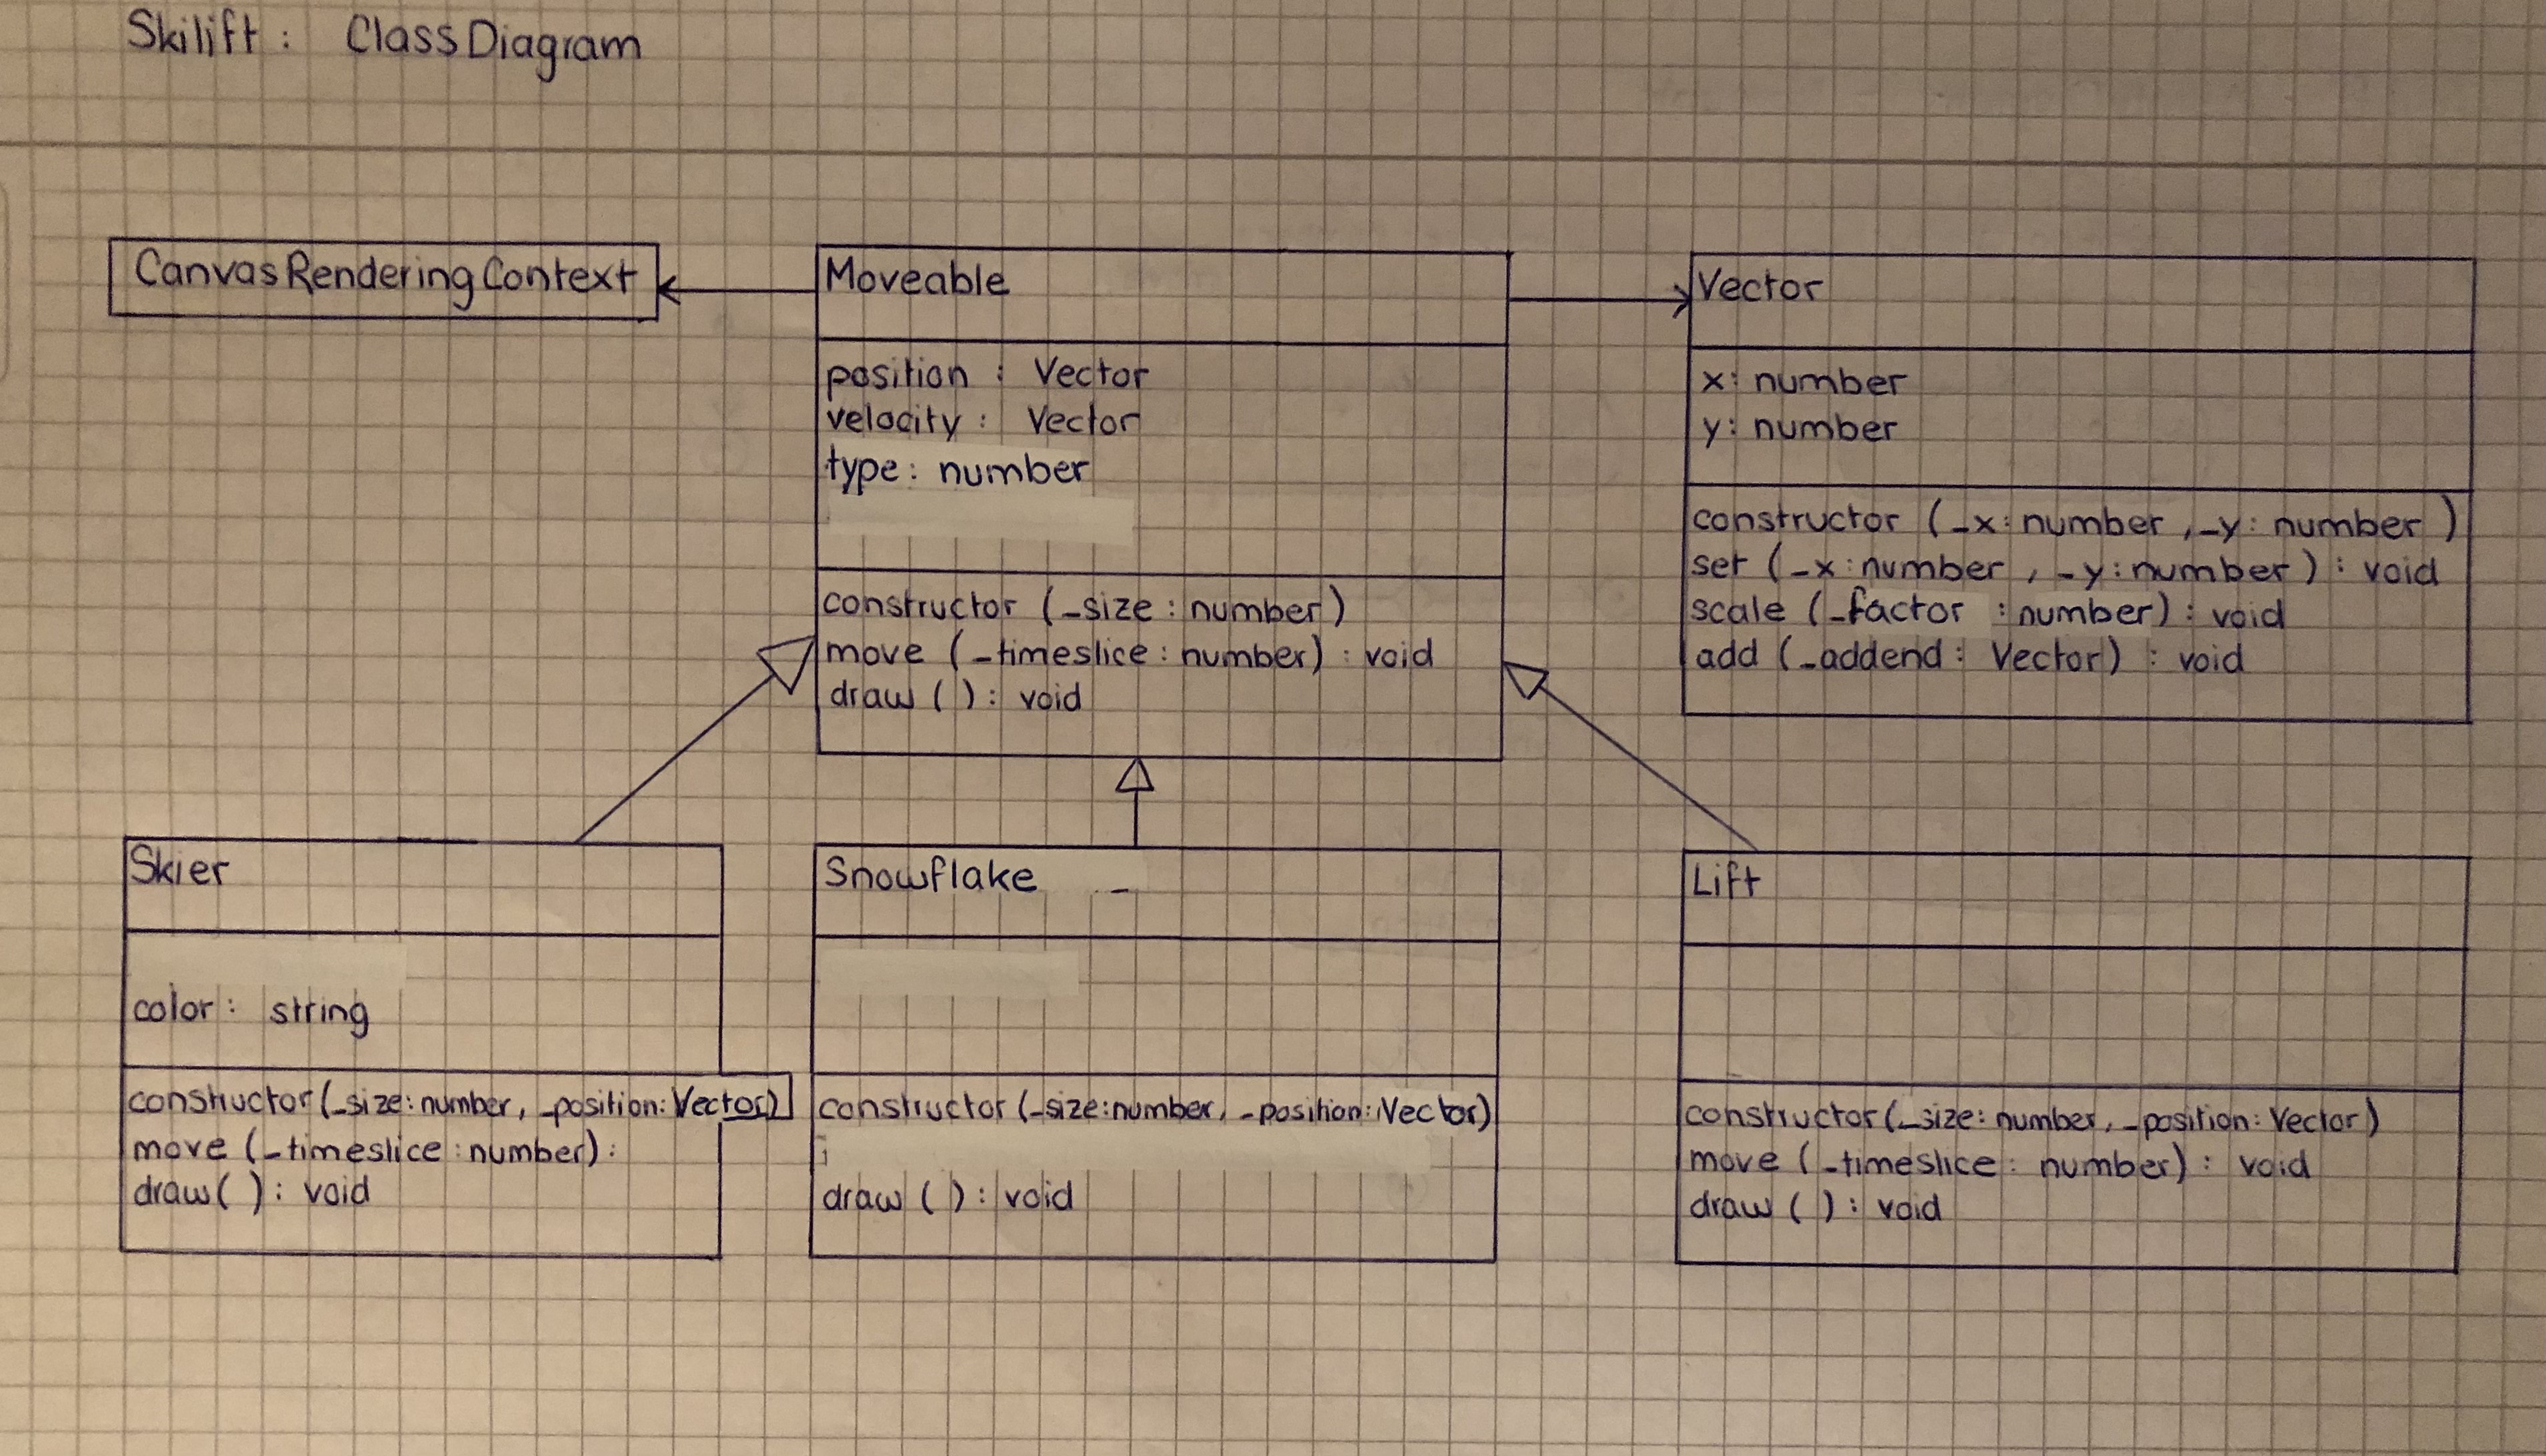 Skilift : ClassDiagram
CanvasRenderingContext
Moveable
position : Vector
velocity : Vector
type : number
constructor (_size : number)
move (_timeslice : number) : void
draw ( ) : void
Vector
x : number
y : number
constructor (_x : number , _y : number )
set (_x : number , _y : number ) : void
scale (_factor : number) : void
add (_addend : Vector) : void
Skier
color : string
constructor (_size : number, _position : Vector)
move (_timeslice : number) :
draw ( ) : void
Snowflake
constructor (_size : number, _position : Vector)
draw ( ) : void
Lift
constructor (_size : number, _position : Vector)
move (_timeslice : number) : void
draw ( ) : void